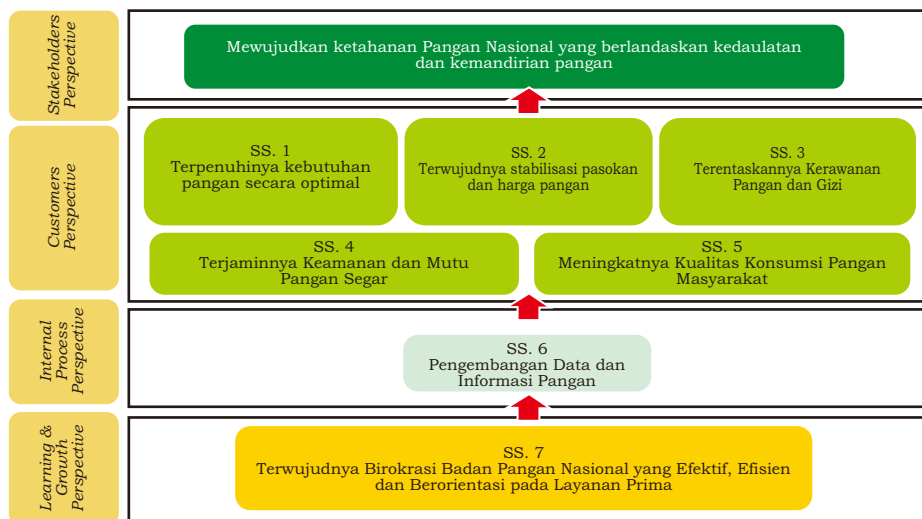 Stakeholders
Perspective
Mewujudkan ketahanan Pangan Nasional yang berlandaskan kedaulatan
dan kemandirian pangan
Customers
Perspective
SS. 1
Terpenuhinya kebutuhan
pangan secara optimal
SS. 2
Terwujudnya stabilisasi pasokan
dan harga pangan
SS. 3
Terentaskannya Kerawanan
Pangan dan Gizi
SS. 4
Terjaminnya Keamanan dan Mutu
Pangan Segar
SS. 5
Meningkatnya Kualitas Konsumsi Pangan
Masyarakat
Internal
Process
Perspective
SS. 6
Pengembangan Data dan
Informasi Pangan
Learning &
Growth
Perspective
SS. 7
Terwujudnya Birokrasi Badan Pangan Nasional yang Efektif, Efisien
dan Berorientasi pada Layanan Prima